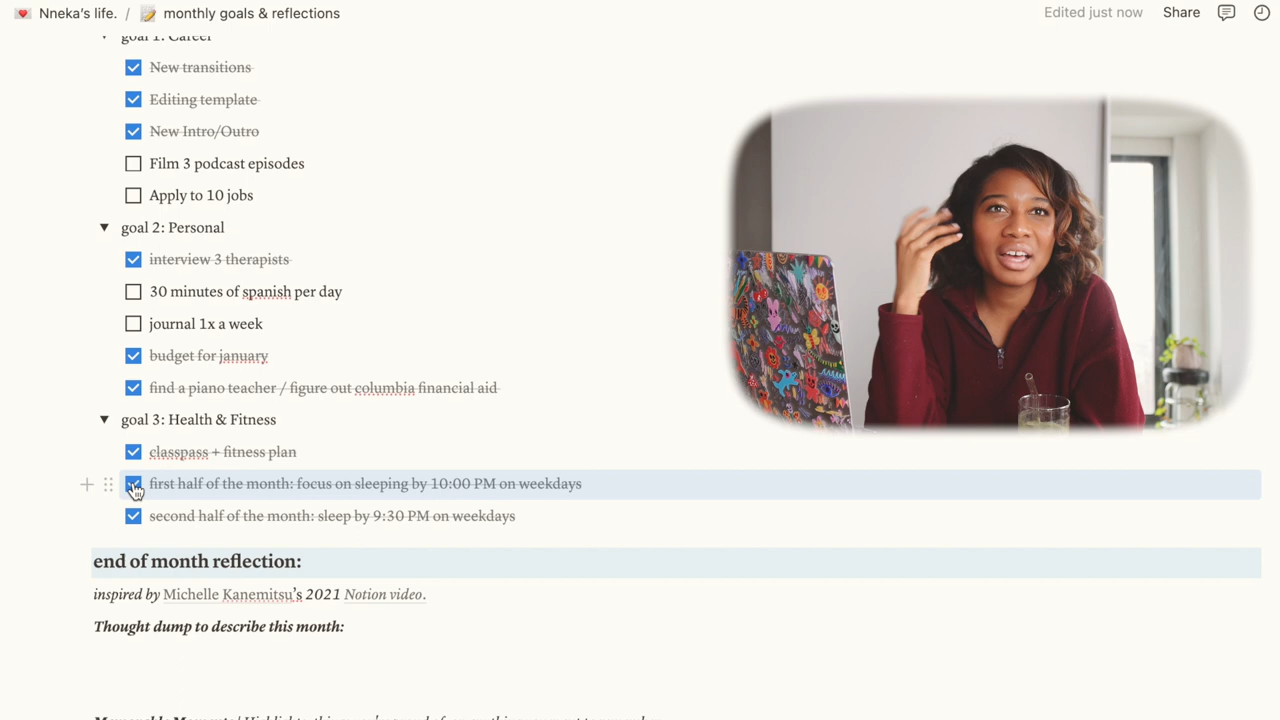 Nneka's life. / monthly goals & reflections
Edited just now Share
goal 1: Career
New transitions
Editing template
New Intro/Outro
Film 3 podcast episodes
Apply to 10 jobs
goal 2: Personal
interview 3 therapists
30 minutes of spanish per day
journal 1x a week
budget for january
find a piano teacher / figure out columbia financial aid
goal 3: Health & Fitness
classpass + fitness plan
first half of the month: focus on sleeping by 10:00 PM on weekdays
second half of the month: sleep by 9:30 PM on weekdays
end of month reflection:
inspired by Michelle Kanemitsu's 2021 Notion video.
Thought dump to describe this month: